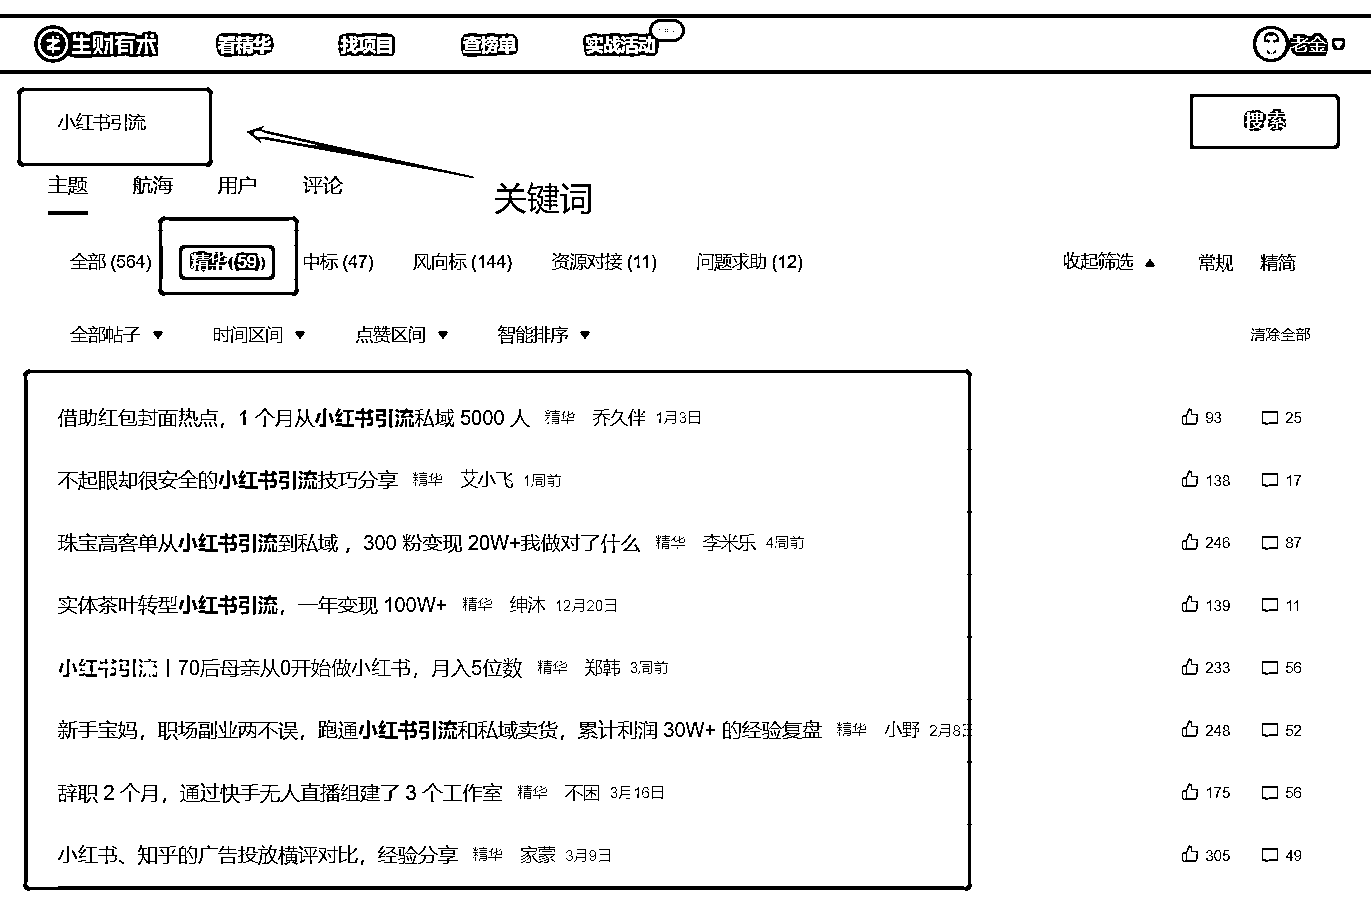 生财有术 看精华 找项目 查榜单 实战活动 老金
小红书引流 搜索
主题 航海 用户 评论
关键词
全部 (564) 精华 (59) 中标 (47) 风向标 (144) 资源对接 (11) 问题求助 (12) 收起筛选 常规 精简
全部帖子 时间区间 点赞区间 智能排序 清除全部
借助红包封面热点，1 个月从小红书引流私域 5000 人 精华 乔久伴 1月3日 93 25
不起眼却很安全的小红书引流技巧分享 精华 艾小飞 1周前 138 17
珠宝高客单从小红书引流到私域 ，300 粉变现 20W+我做对了什么 精华 李米乐 4周前 246 87
实体茶叶转型小红书引流，一年变现 100W+ 精华 绅沐 12月20日 139 11
小红书引流丨70后母亲从0开始做小红书，月入5位数 精华 郑韩 3周前 233 56
新手宝妈，职场副业两不误，跑通小红书引流和私域卖货，累计利润 30W+ 的经验复盘 精华 小野 2月8日 248 52
辞职 2 个月，通过快手无人直播组建了 3 个工作室 精华 不困 3月16日 175 56
小红书、知乎的广告投放横评对比，经验分享 精华 家蒙 3月9日 305 49